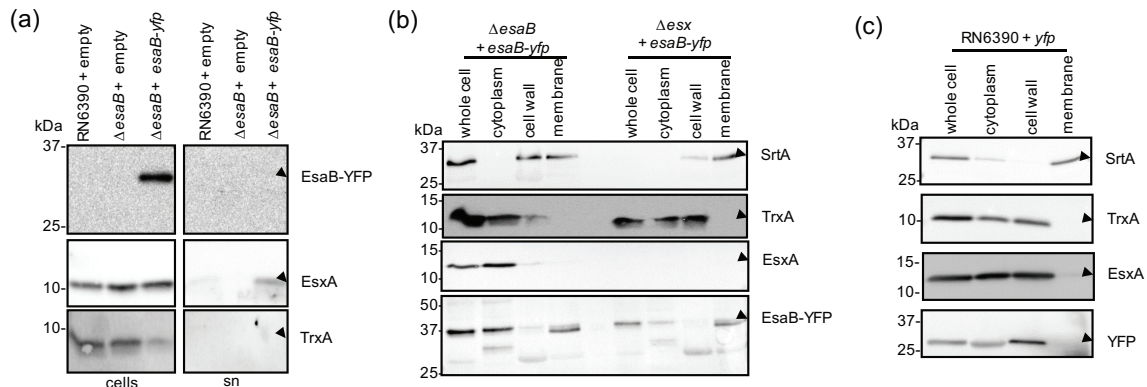 (a)
RN6390 + empty
ΔesaB + empty
ΔesaB + esaB-yfp
RN6390 + empty
ΔesaB + empty
ΔesaB + esaB-yfp
kDa
37-
25-
EsaB-YFP
10-
EsxA
10-
TrxA
cells
sn
(b)
ΔesaB
+ esaB-yfp
Δesx
+ esaB-yfp
whole cell
cytoplasm
cell wall
membrane
whole cell
cytoplasm
cell wall
membrane
kDa
37-
25-
SrtA
15-
10-
TrxA
15-
10-
EsxA
50-
37-
25-
EsaB-YFP
(c)
RN6390 + yfp
whole cell
cytoplasm
cell wall
membrane
kDa
37-
25-
SrtA
10-
TrxA
15-
10-
EsxA
37-
25-
YFP